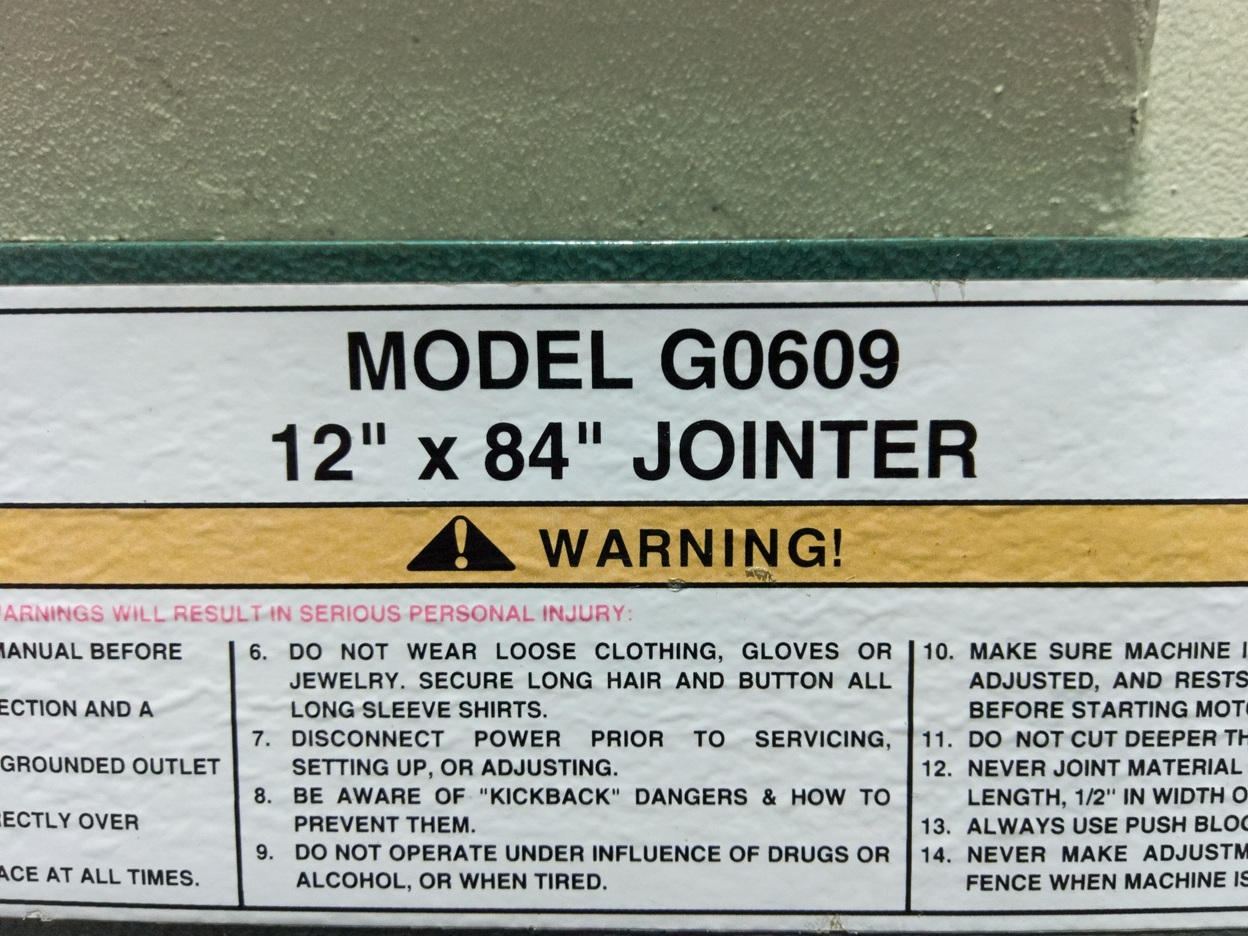 MODEL G0609
12" x 84" JOINTER
WARNING!
WARNINGS WILL RESULT IN SERIOUS PERSONAL INJURY:
MANUAL BEFORE
ECTION AND A
GROUNDED OUTLET
RECTLY OVER
ACE AT ALL TIMES.
6. DO NOT WEAR LOOSE CLOTHING, GLOVES OR
JEWELRY. SECURE LONG HAIR AND BUTTON ALL
LONG SLEEVE SHIRTS.
7. DISCONNECT POWER PRIOR TO SERVICING,
SETTING UP, OR ADJUSTING.
8. BE AWARE OF "KICKBACK" DANGERS & HOW TO
PREVENT THEM.
9. DO NOT OPERATE UNDER INFLUENCE OF DRUGS OR
ALCOHOL, OR WHEN TIRED.
10. MAKE SURE MACHINE I
ADJUSTED, AND RESTS
BEFORE STARTING MOTO
11. DO NOT CUT DEEPER TH
12. NEVER JOINT MATERIAL
LENGTH, 1/2" IN WIDTH O
13. ALWAYS USE PUSH BLOC
14. NEVER MAKE ADJUSTM
FENCE WHEN MACHINE IS